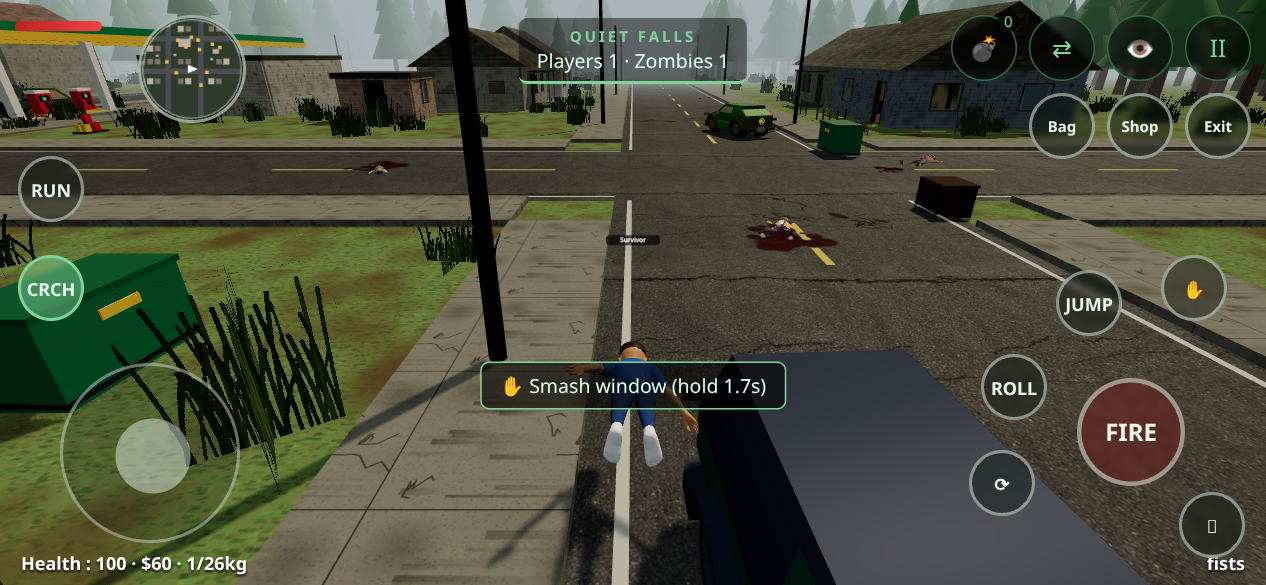 QUIET FALLS
Players 1 · Zombies 1
0
II
Bag
Shop
Exit
RUN
Survivor
CRCH
JUMP
Smash window (hold 1.7s)
ROLL
FIRE
Health : 100 · $60 · 1/26kg
fists